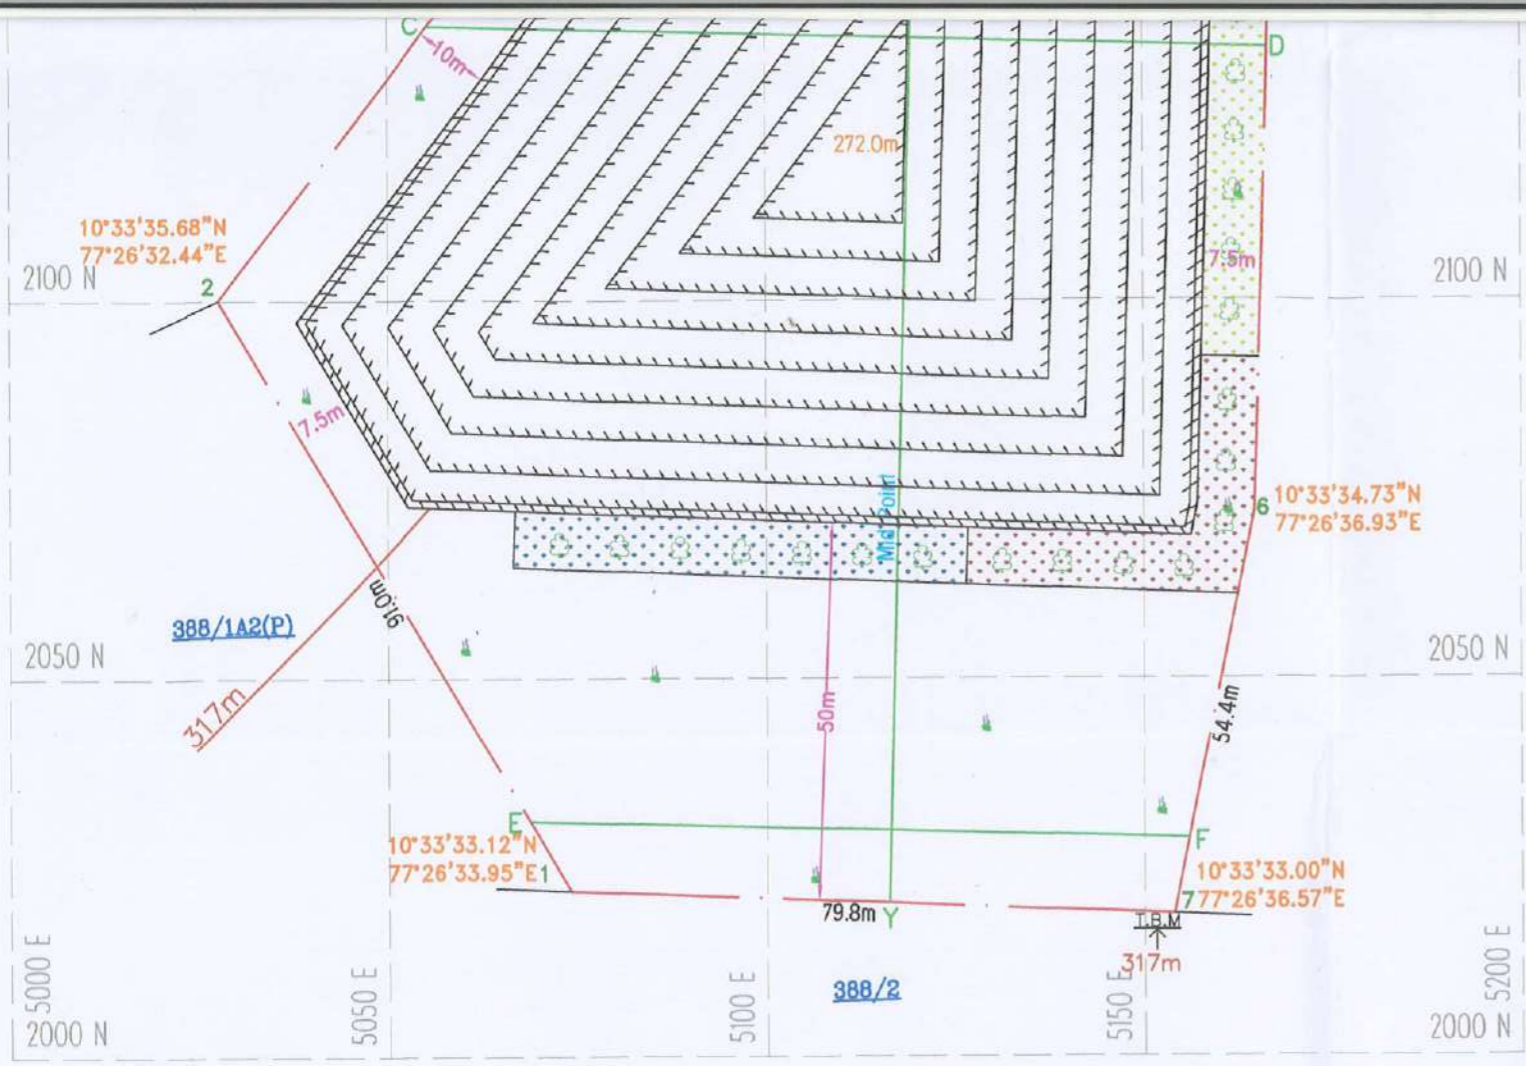 C
D
10m
272.0m
10°33'35.68"N
77°26'32.44"E
2100 N
2
7.5m
2100 N
7.5m
Mid Point
6
10°33'34.73"N
77°26'36.93"E
91.0m
388/1A2(P)
2050 N
2050 N
317m
50m
54.4m
E
F
10°33'33.12"N
77°26'33.95"E
1
10°33'33.00"N
77°26'36.57"E
7
79.8m
Y
T.B.M
317m
388/2
5000 E
5050 E
5100 E
5150 E
5200 E
2000 N
2000 N